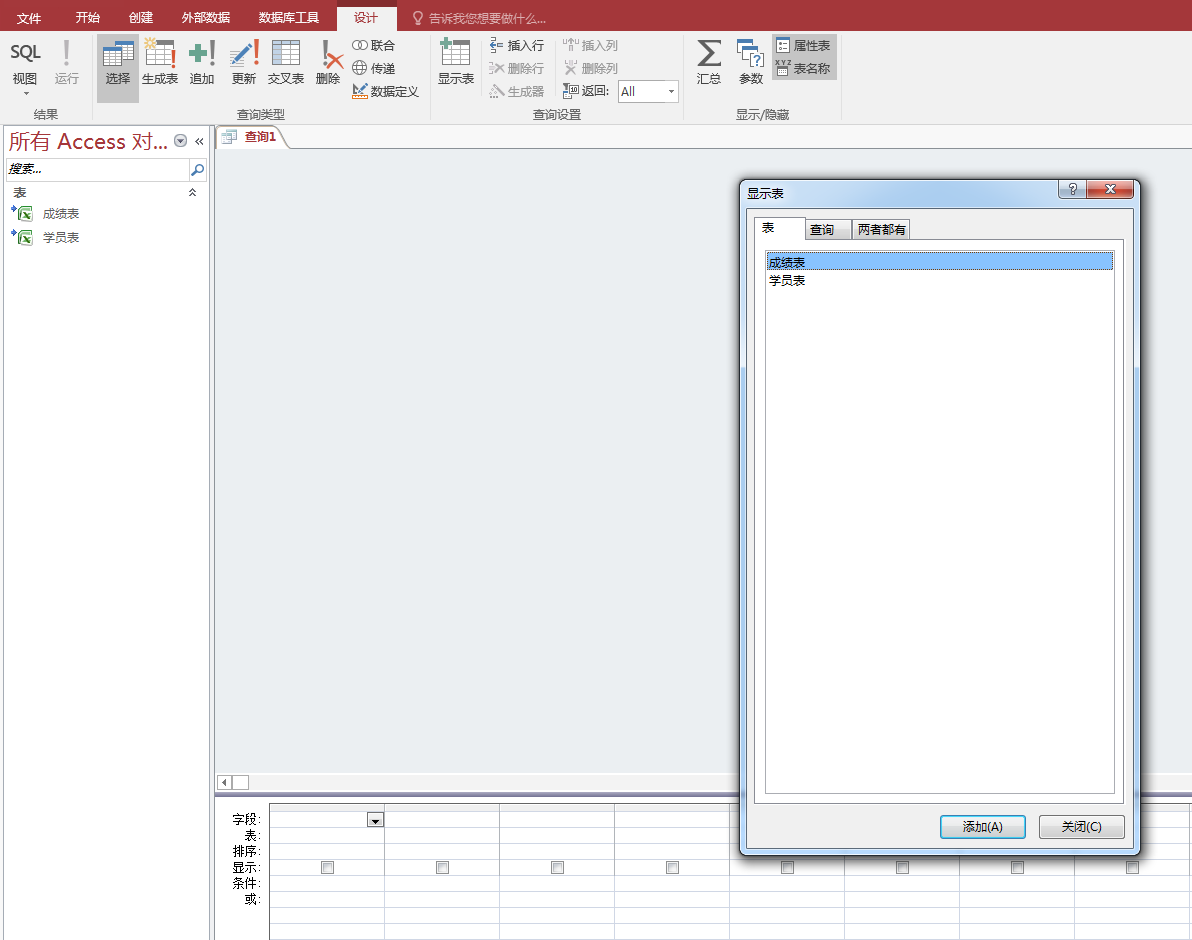 文件 开始 创建 外部数据 数据库工具 设计 告诉我您想要做什么...
SQL
视图 运行 选择 生成表 追加 更新 交叉表 删除 联合 传递 数据定义 显示表 插入行 删除行 生成器 插入列 删除列 返回: All 汇总 参数 属性表 XYZ 表名称
结果 查询类型 查询设置 显示/隐藏
所有 Access 对... «
搜索...
表
成绩表
学员表
查询1
显示表
表 查询 两者都有
成绩表
学员表
添加(A) 关闭(C)
字段:
表:
排序:
显示:
条件:
或: